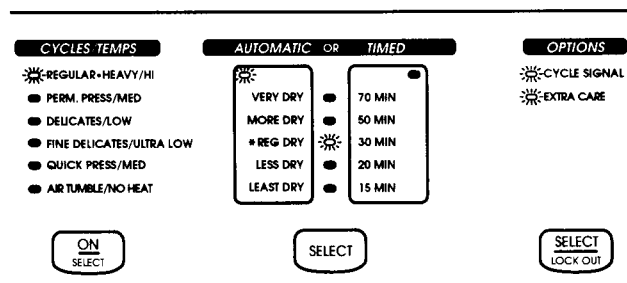 CYCLES/TEMPS
REGULAR•HEAVY/HI
PERM. PRESS/MED
DELICATES/LOW
FINE DELICATES/ULTRA LOW
QUICK PRESS/MED
AIR TUMBLE/NO HEAT
ON
SELECT
AUTOMATIC OR TIMED
VERY DRY 70 MIN
MORE DRY 50 MIN
*REG DRY 30 MIN
LESS DRY 20 MIN
LEAST DRY 15 MIN
SELECT
OPTIONS
CYCLE SIGNAL
EXTRA CARE
SELECT
LOCK OUT